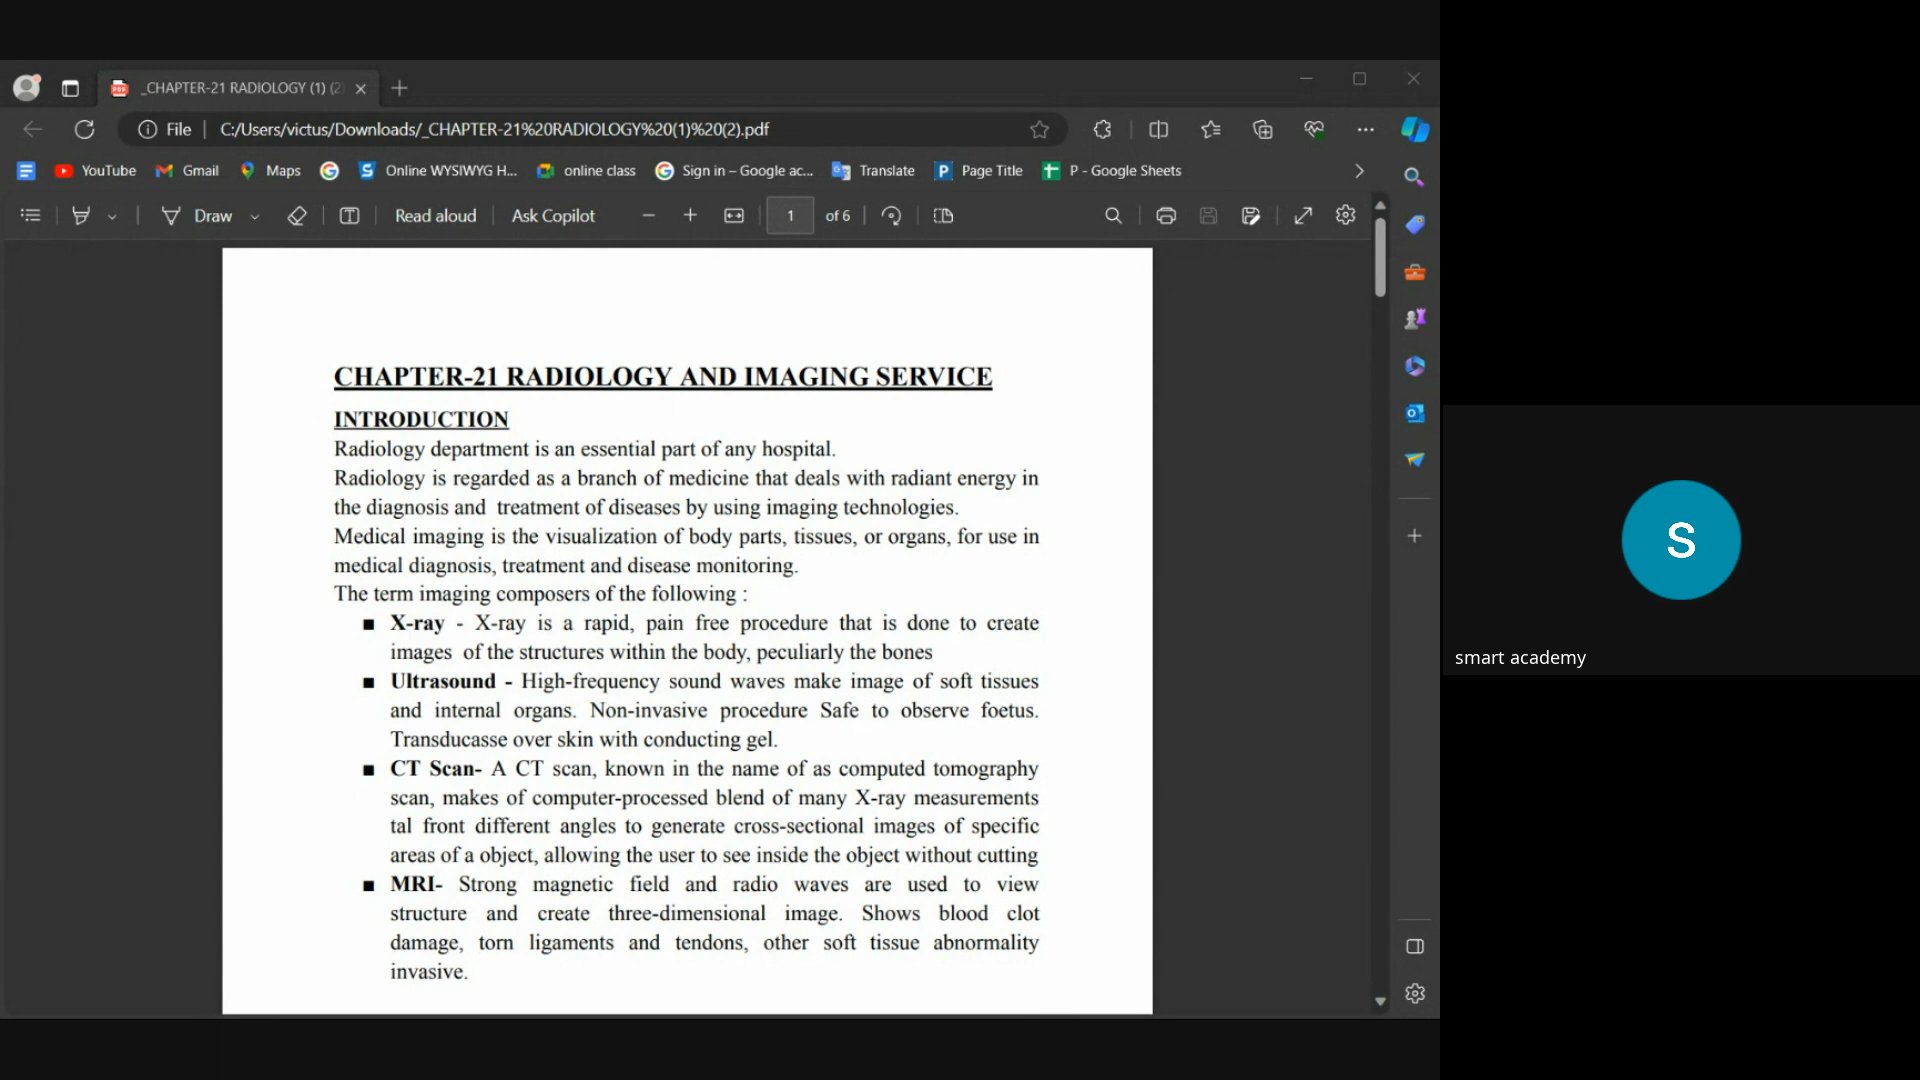 _CHAPTER-21 RADIOLOGY (1) (2)
File
C:/Users/victus/Downloads/_CHAPTER-21%20RADIOLOGY%20(1)%20(2).pdf
YouTube
Gmail
Maps
Online WYSIWYG H...
online class
Sign in – Google ac...
Translate
Page Title
P - Google Sheets
Draw
Read aloud
Ask Copilot
1
of 6
CHAPTER-21 RADIOLOGY AND IMAGING SERVICE
INTRODUCTION
Radiology department is an essential part of any hospital.
Radiology is regarded as a branch of medicine that deals with radiant energy in
the diagnosis and treatment of diseases by using imaging technologies.
Medical imaging is the visualization of body parts, tissues, or organs, for use in
medical diagnosis, treatment and disease monitoring.
The term imaging composers of the following :
■ X-ray - X-ray is a rapid, pain free procedure that is done to create
images of the structures within the body, peculiarly the bones
■ Ultrasound - High-frequency sound waves make image of soft tissues
and internal organs. Non-invasive procedure Safe to observe foetus.
Transducasse over skin with conducting gel.
■ CT Scan- A CT scan, known in the name of as computed tomography
scan, makes of computer-processed blend of many X-ray measurements
tal front different angles to generate cross-sectional images of specific
areas of a object, allowing the user to see inside the object without cutting
■ MRI- Strong magnetic field and radio waves are used to view
structure and create three-dimensional image. Shows blood clot
damage, torn ligaments and tendons, other soft tissue abnormality
invasive.
S
smart academy